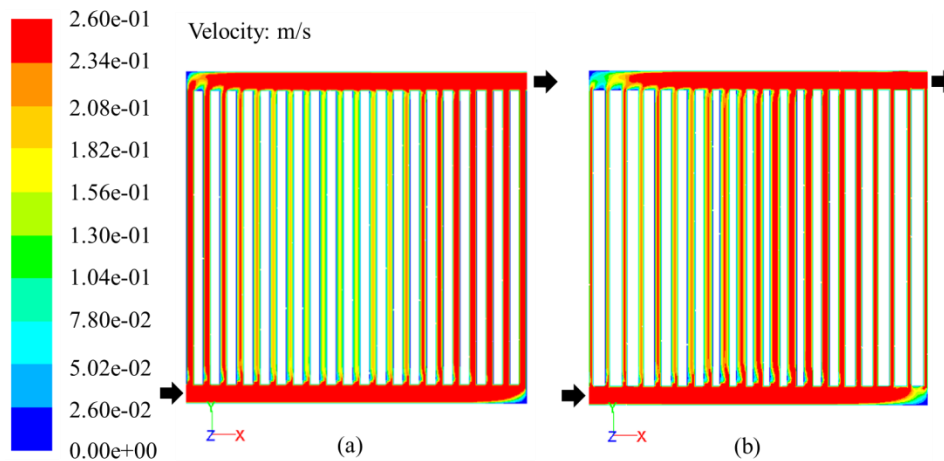 2.60e-01
2.34e-01
2.08e-01
1.82e-01
1.56e-01
1.30e-01
1.04e-01
7.80e-02
5.02e-02
2.60e-02
0.00e+00
Velocity: m/s
Y
Z X
(a)
Y
Z X
(b)